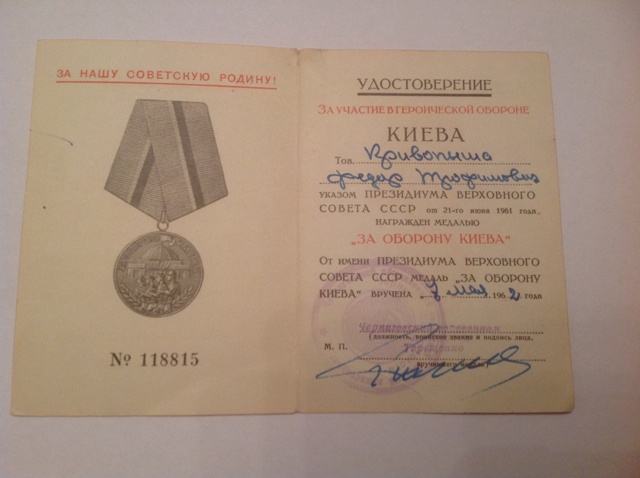 ЗА НАШУ СОВЕТСКУЮ РОДИНУ!
№ 118815
УДОСТОВЕРЕНИЕ
ЗА УЧАСТИЕ В ГЕРОИЧЕСКОЙ ОБОРОНЕ
КИЕВА
Тов. Кривопиша
Федор Трофимович
УКАЗОМ ПРЕЗИДИУМА ВЕРХОВНОГО
СОВЕТА СССР от 21-го июня 1961 года
НАГРАЖДЕН МЕДАЛЬЮ
„ЗА ОБОРОНУ КИЕВА"
От имени ПРЕЗИДИУМА ВЕРХОВНОГО
СОВЕТА СССР МЕДАЛЬ „ЗА ОБОРОНУ
КИЕВА" ВРУЧЕНА „7 мая 1962 года
(должность, воинское звание и подпись лица,
М. П.